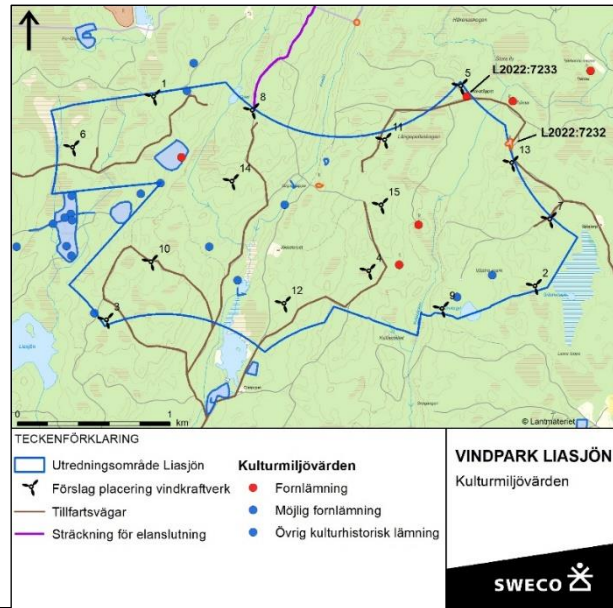 5
L2022:7233
1
8
L2022:7232
11
6
13
14
15
7
10
4
2
12
9
3
Liasjön
0
1
km
© Lantmäteriet
TECKENFÖRKLARING
Utredningsområde Liasjön
Förslag placering vindkraftverk
Tillfartsvägar
Sträckning för elanslutning
Kulturmiljövärden
Fornlämning
Möjlig fornlämning
Övrig kulturhistorisk lämning
VINDPARK LIASJÖN
Kulturmiljövärden
SWECO